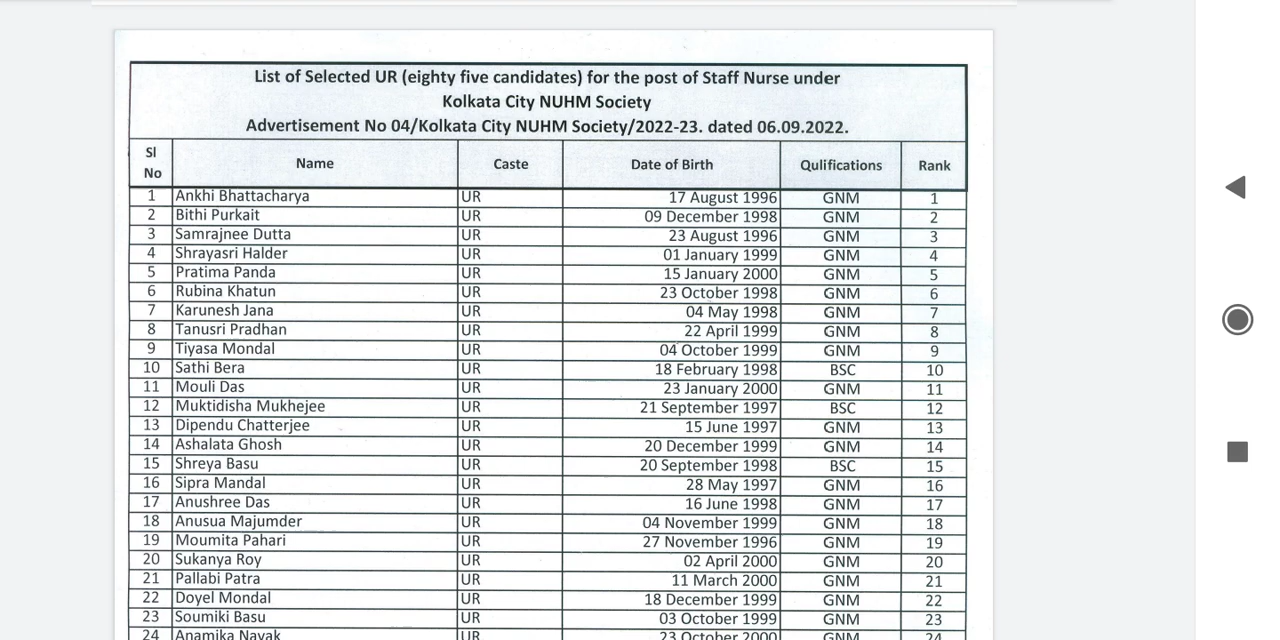 List of Selected UR (eighty five candidates) for the post of Staff Nurse under
Kolkata City NUHM Society
Advertisement No 04/Kolkata City NUHM Society/2022-23. dated 06.09.2022.
Sl No Name Caste Date of Birth Qulifications Rank
1 Ankhi Bhattacharya UR 17 August 1996 GNM 1
2 Bithi Purkait UR 09 December 1998 GNM 2
3 Samrajnee Dutta UR 23 August 1996 GNM 3
4 Shrayasri Halder UR 01 January 1999 GNM 4
5 Pratima Panda UR 15 January 2000 GNM 5
6 Rubina Khatun UR 23 October 1998 GNM 6
7 Karunesh Jana UR 04 May 1998 GNM 7
8 Tanusri Pradhan UR 22 April 1999 GNM 8
9 Tiyasa Mondal UR 04 October 1999 GNM 9
10 Sathi Bera UR 18 February 1998 BSC 10
11 Mouli Das UR 23 January 2000 GNM 11
12 Muktidisha Mukhejee UR 21 September 1997 BSC 12
13 Dipendu Chatterjee UR 15 June 1997 GNM 13
14 Ashalata Ghosh UR 20 December 1999 GNM 14
15 Shreya Basu UR 20 September 1998 BSC 15
16 Sipra Mandal UR 28 May 1997 GNM 16
17 Anushree Das UR 16 June 1998 GNM 17
18 Anusua Majumder UR 04 November 1999 GNM 18
19 Moumita Pahari UR 27 November 1996 GNM 19
20 Sukanya Roy UR 02 April 2000 GNM 20
21 Pallabi Patra UR 11 March 2000 GNM 21
22 Doyel Mondal UR 18 December 1999 GNM 22
23 Soumiki Basu UR 03 October 1999 GNM 23
24 Anamika Nayak UR 23 October 2000 GNM 24